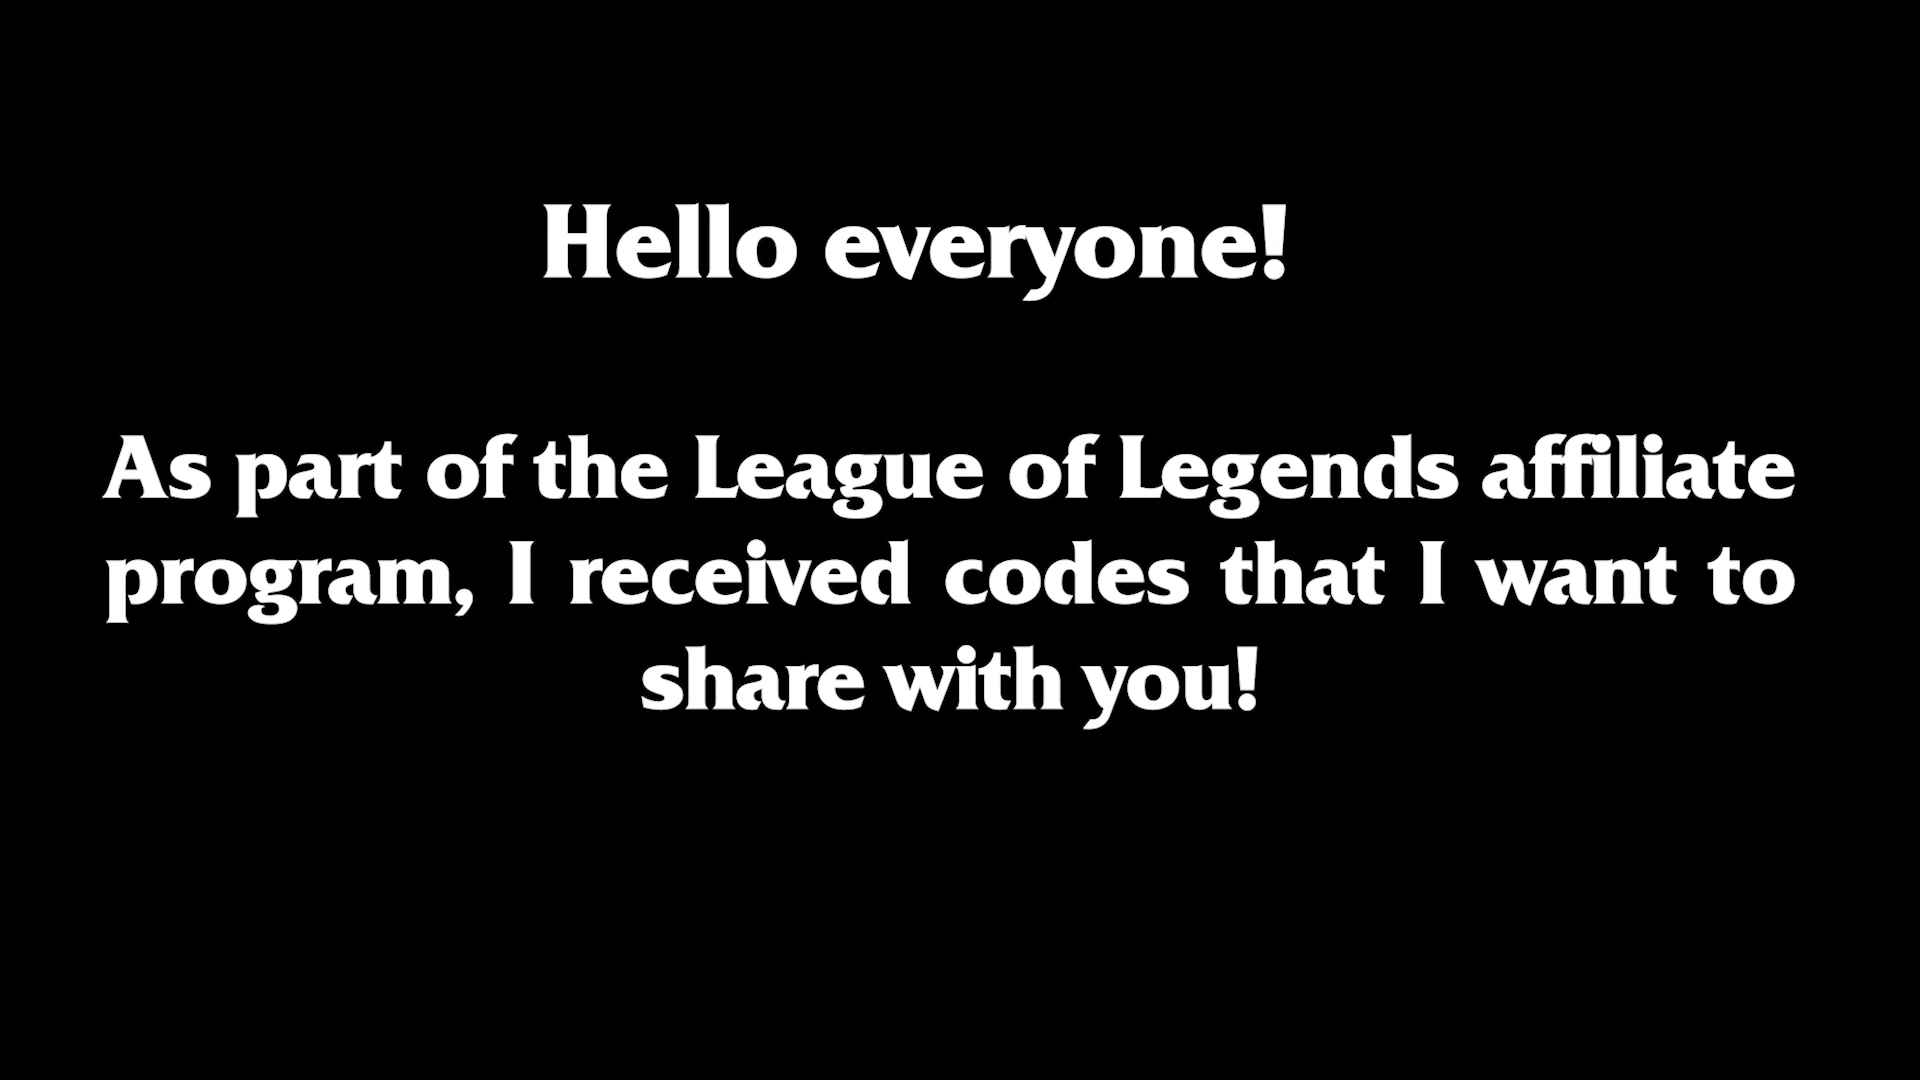 Hello everyone!
As part of the League of Legends affiliate
program, I received codes that I want to
share with you!